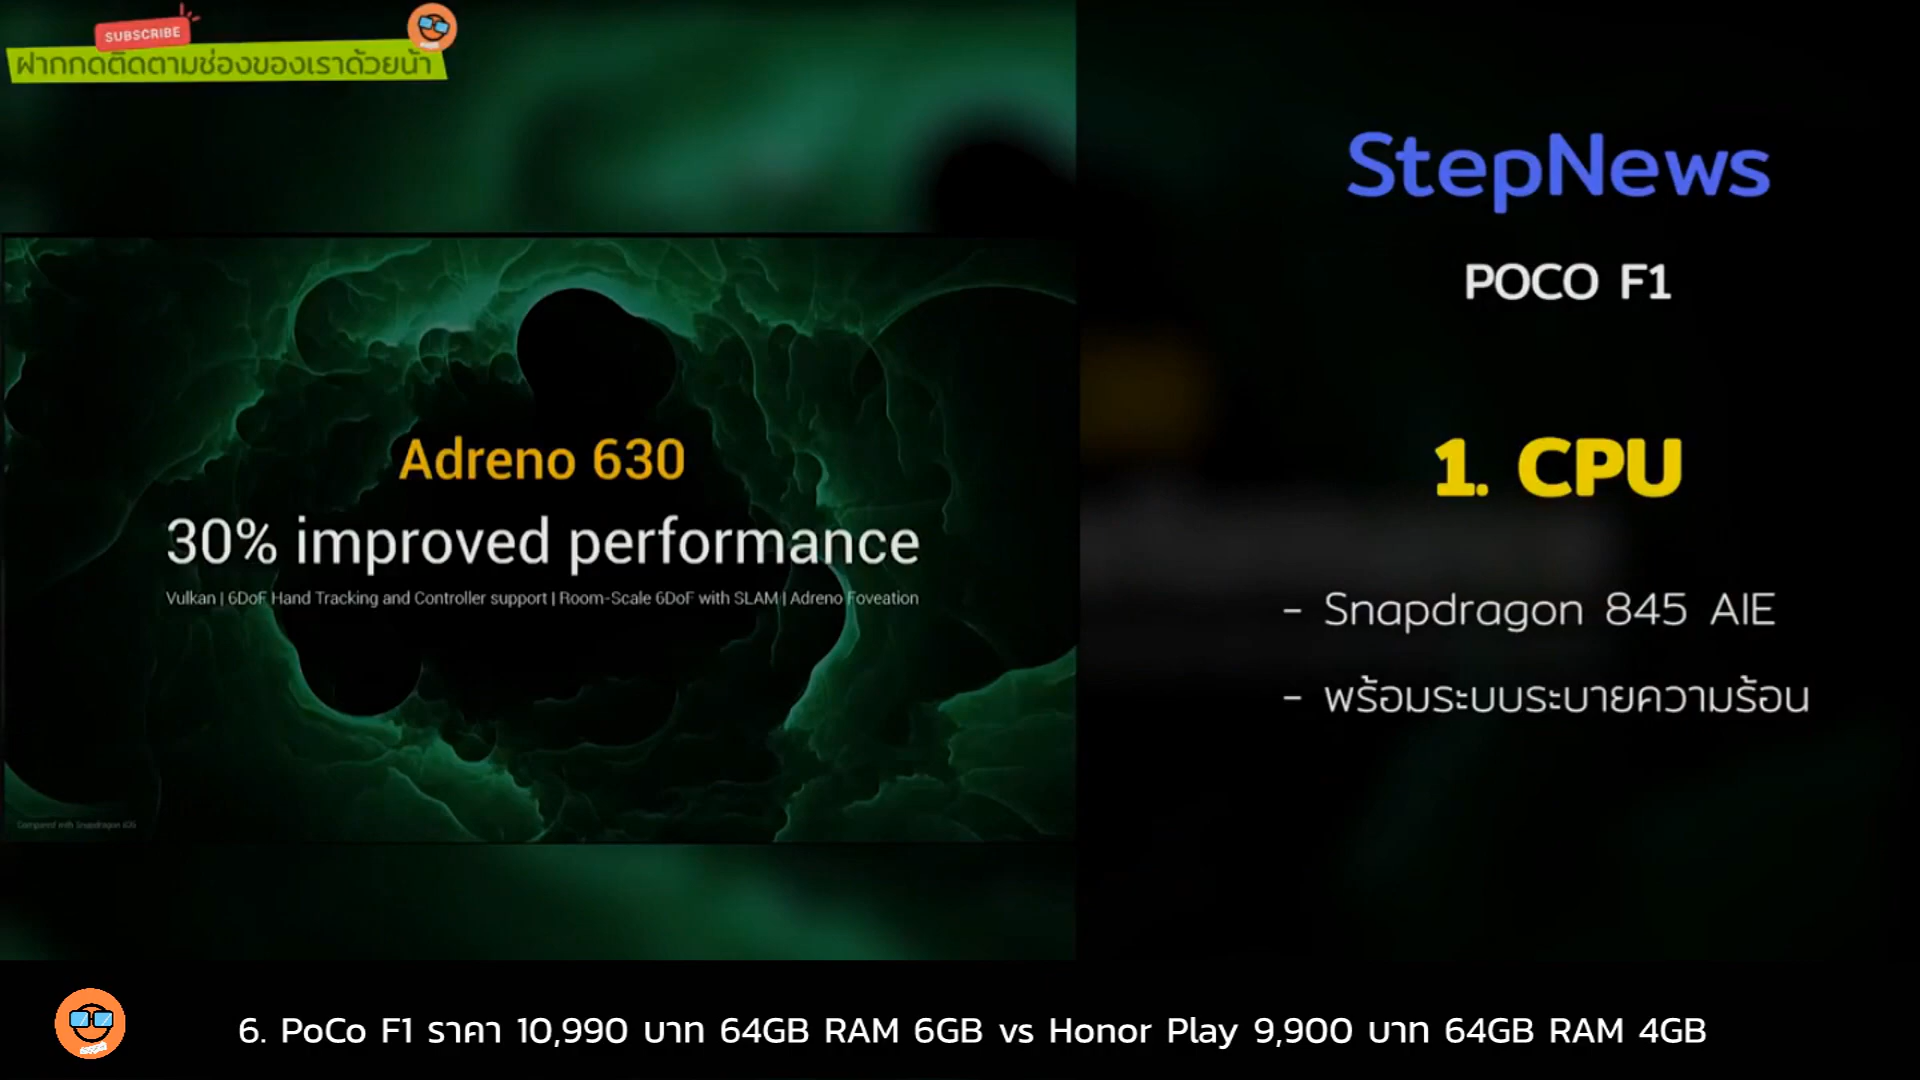 SUBSCRIBE
ฝากกดติดตามช่องของเราด้วยน้า
StepNews
POCO F1
Adreno 630
30% improved performance
Vulkan | 6DoF Hand Tracking and Controller support | Room-Scale 6DoF with SLAM | Adreno Foveation
Compared with Snapdragon 835
1. CPU
- Snapdragon 845 AIE
- พร้อมระบบระบายความร้อน
6. PoCo F1 ราคา 10,990 บาท 64GB RAM 6GB vs Honor Play 9,900 บาท 64GB RAM 4GB